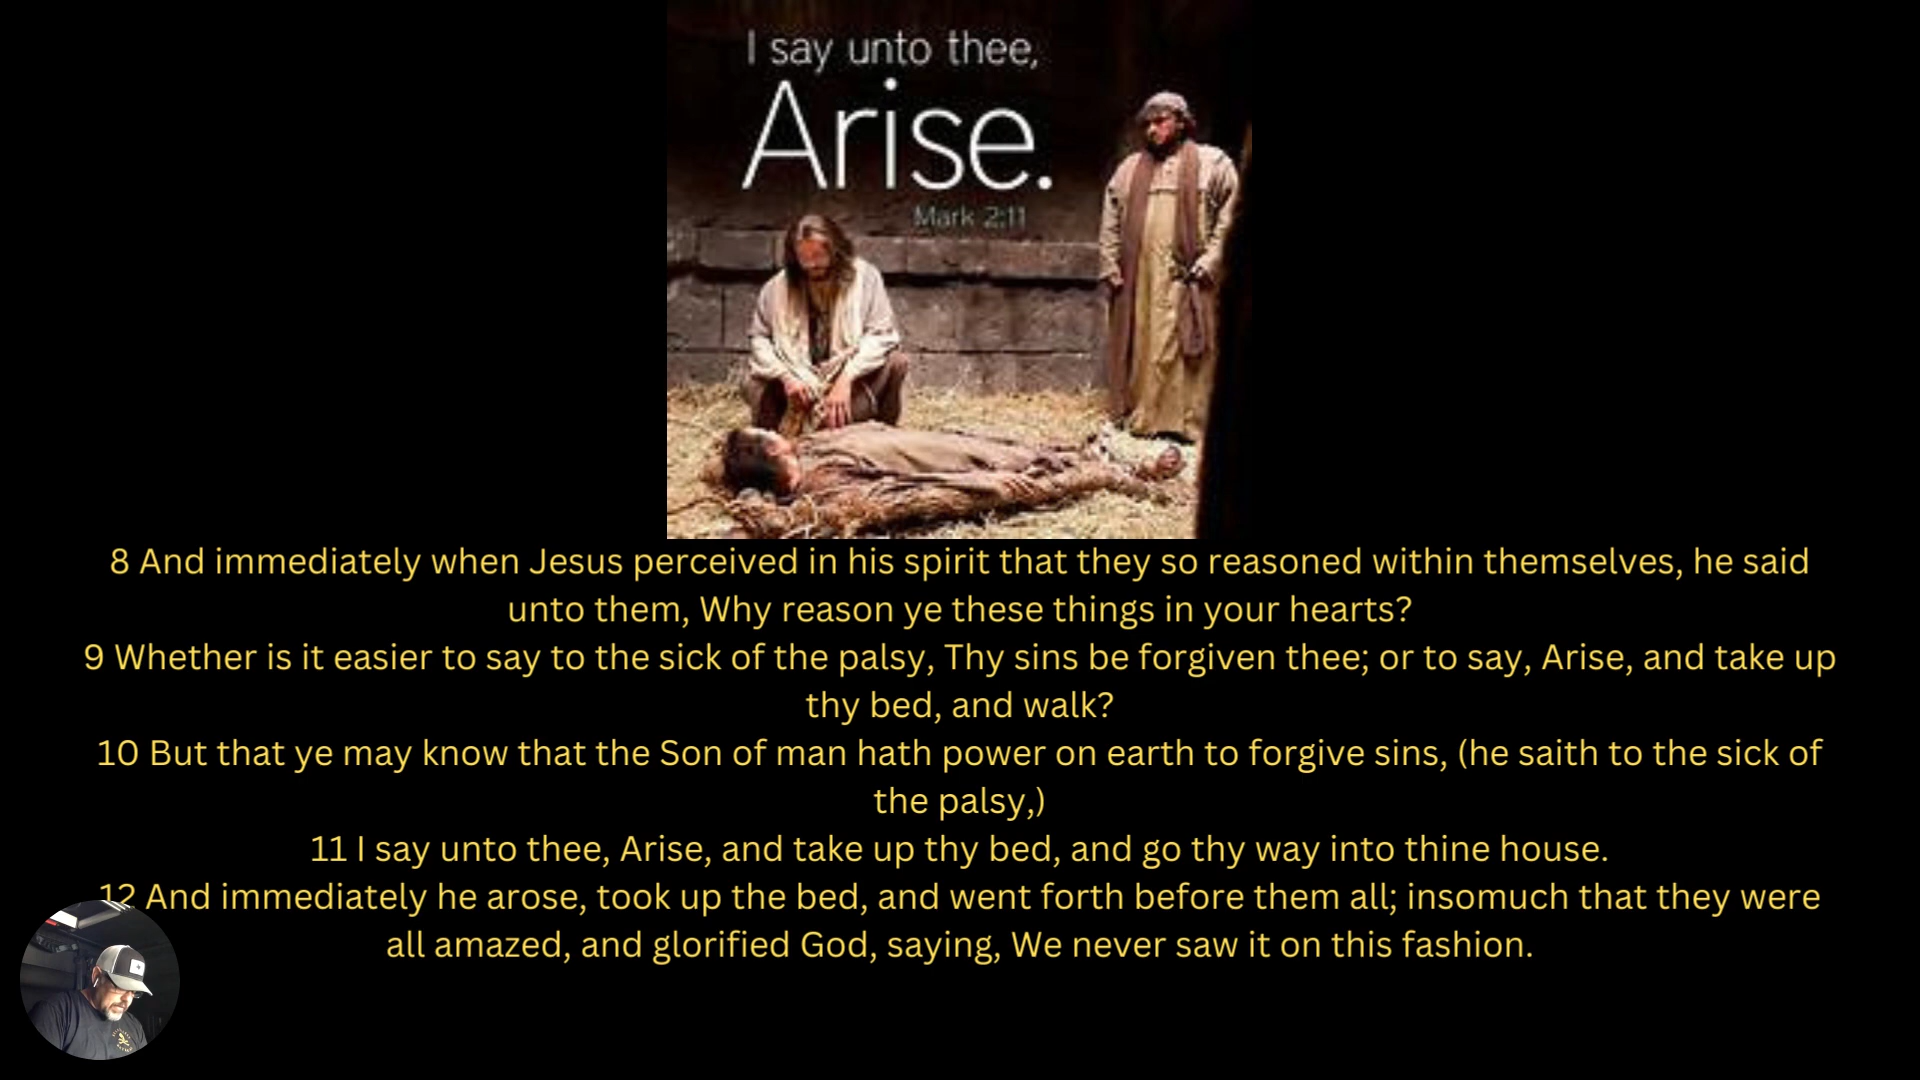 I say unto thee,
Arise.
Mark 2:11
8 And immediately when Jesus perceived in his spirit that they so reasoned within themselves, he said
unto them, Why reason ye these things in your hearts?
9 Whether is it easier to say to the sick of the palsy, Thy sins be forgiven thee; or to say, Arise, and take up
thy bed, and walk?
10 But that ye may know that the Son of man hath power on earth to forgive sins, (he saith to the sick of
the palsy,)
11 I say unto thee, Arise, and take up thy bed, and go thy way into thine house.
12 And immediately he arose, took up the bed, and went forth before them all; insomuch that they were
all amazed, and glorified God, saying, We never saw it on this fashion.